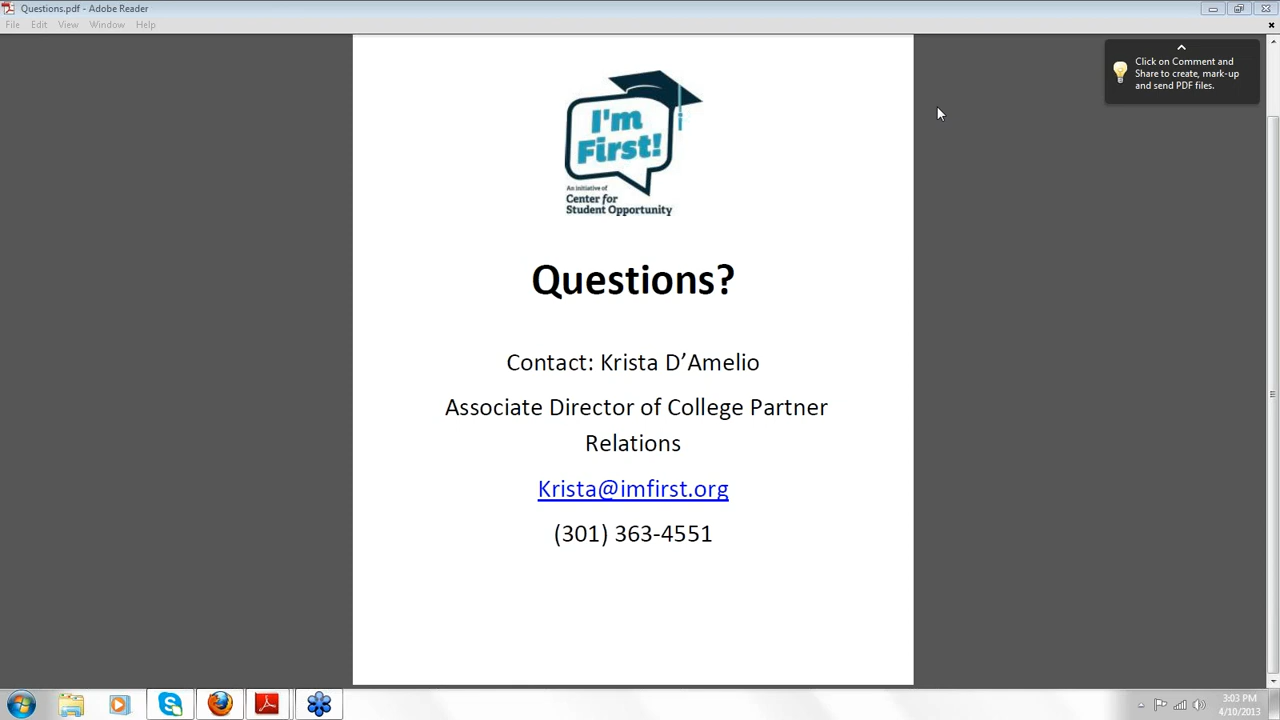 Questions.pdf - Adobe Reader
File Edit View Window Help
Click on Comment and
Share to create, mark-up
and send PDF files.
I'm
First!
An initiative of
Center for
Student Opportunity
Questions?
Contact: Krista D’Amelio
Associate Director of College Partner
Relations
Krista@imfirst.org
(301) 363-4551
3:03 PM
4/10/2013